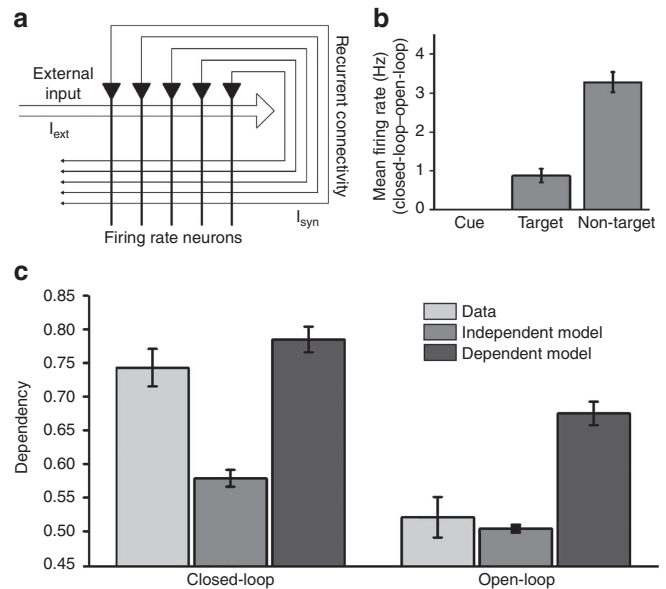 a
External
input
I_ext
Recurrent connectivity
I_syn
Firing rate neurons
b
Mean firing rate (Hz)
(closed-loop–open-loop)
4
3
2
1
0
Cue Target Non-target
c
Dependency
0.85
0.80
0.75
0.70
0.65
0.60
0.55
0.50
0.45
Data
Independent model
Dependent model
Closed-loop Open-loop